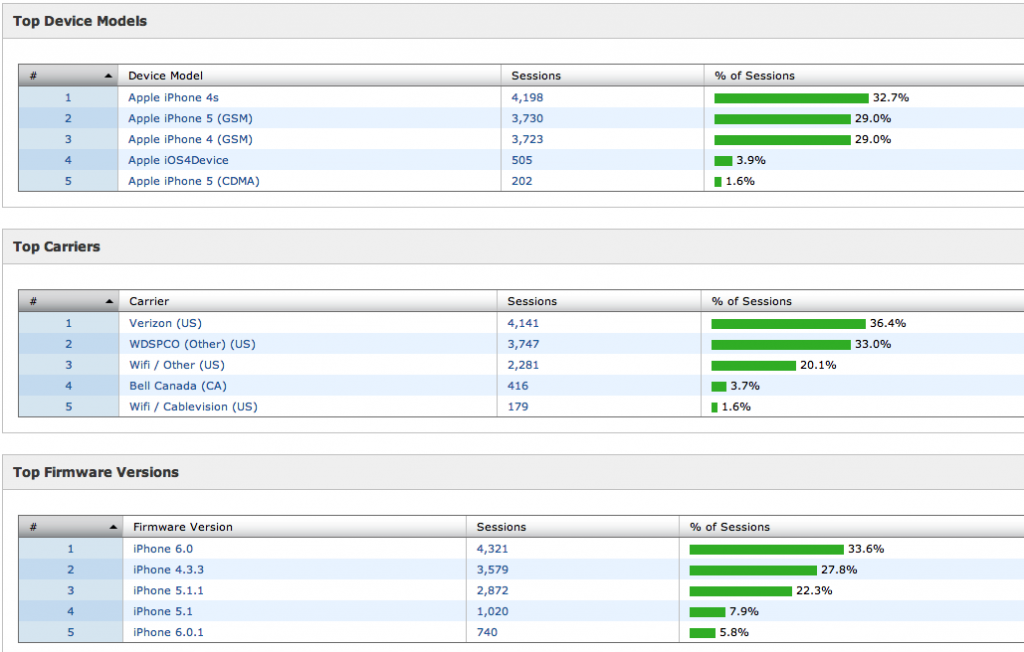 Top Device Models
# Device Model Sessions % of Sessions
1 Apple iPhone 4s 4,198 32.7%
2 Apple iPhone 5 (GSM) 3,730 29.0%
3 Apple iPhone 4 (GSM) 3,723 29.0%
4 Apple iOS4Device 505 3.9%
5 Apple iPhone 5 (CDMA) 202 1.6%
Top Carriers
# Carrier Sessions % of Sessions
1 Verizon (US) 4,141 36.4%
2 WDSPCO (Other) (US) 3,747 33.0%
3 Wifi / Other (US) 2,281 20.1%
4 Bell Canada (CA) 416 3.7%
5 Wifi / Cablevision (US) 179 1.6%
Top Firmware Versions
# Firmware Version Sessions % of Sessions
1 iPhone 6.0 4,321 33.6%
2 iPhone 4.3.3 3,579 27.8%
3 iPhone 5.1.1 2,872 22.3%
4 iPhone 5.1 1,020 7.9%
5 iPhone 6.0.1 740 5.8%